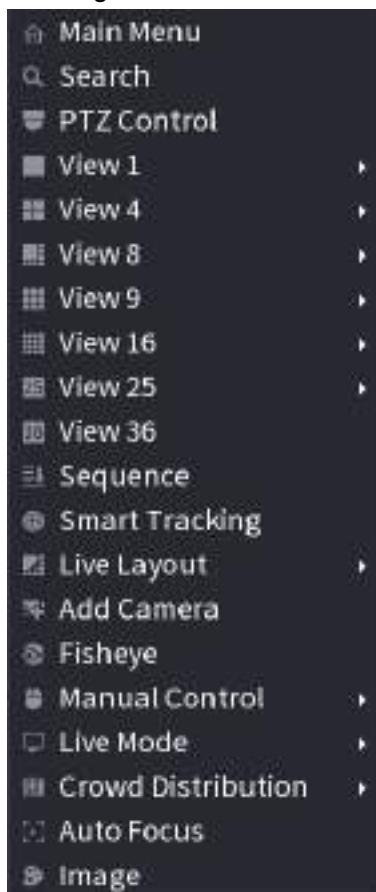 Main Menu
Search
PTZ Control
View 1
View 4
View 8
View 9
View 16
View 25
View 36
Sequence
Smart Tracking
Live Layout
Add Camera
Fisheye
Manual Control
Live Mode
Crowd Distribution
Auto Focus
Image